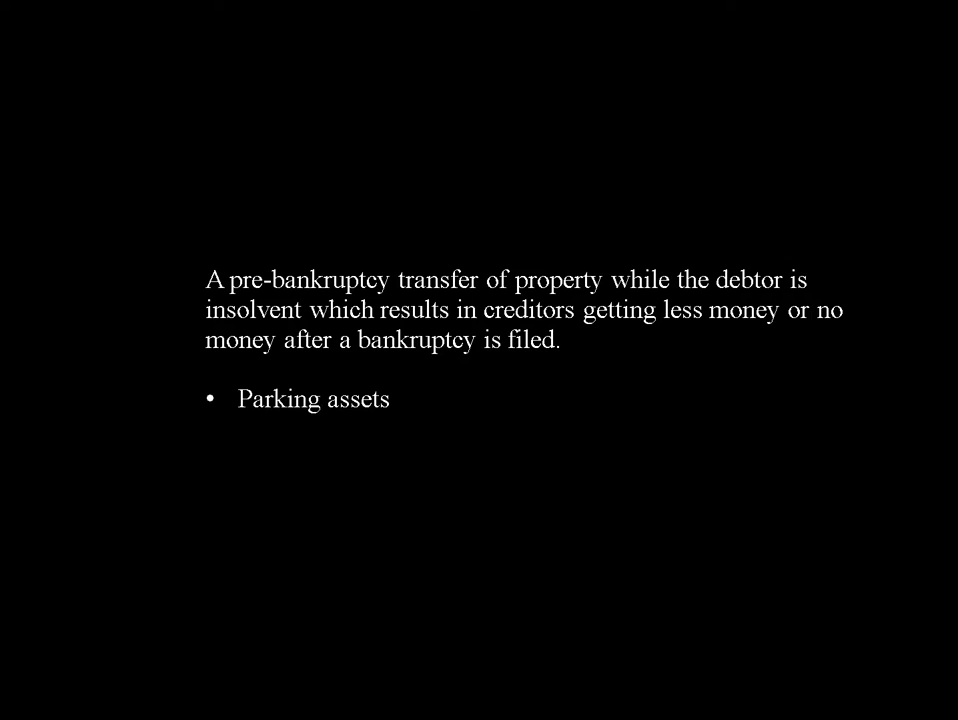 A pre-bankruptcy transfer of property while the debtor is
insolvent which results in creditors getting less money or no
money after a bankruptcy is filed.
• Parking assets